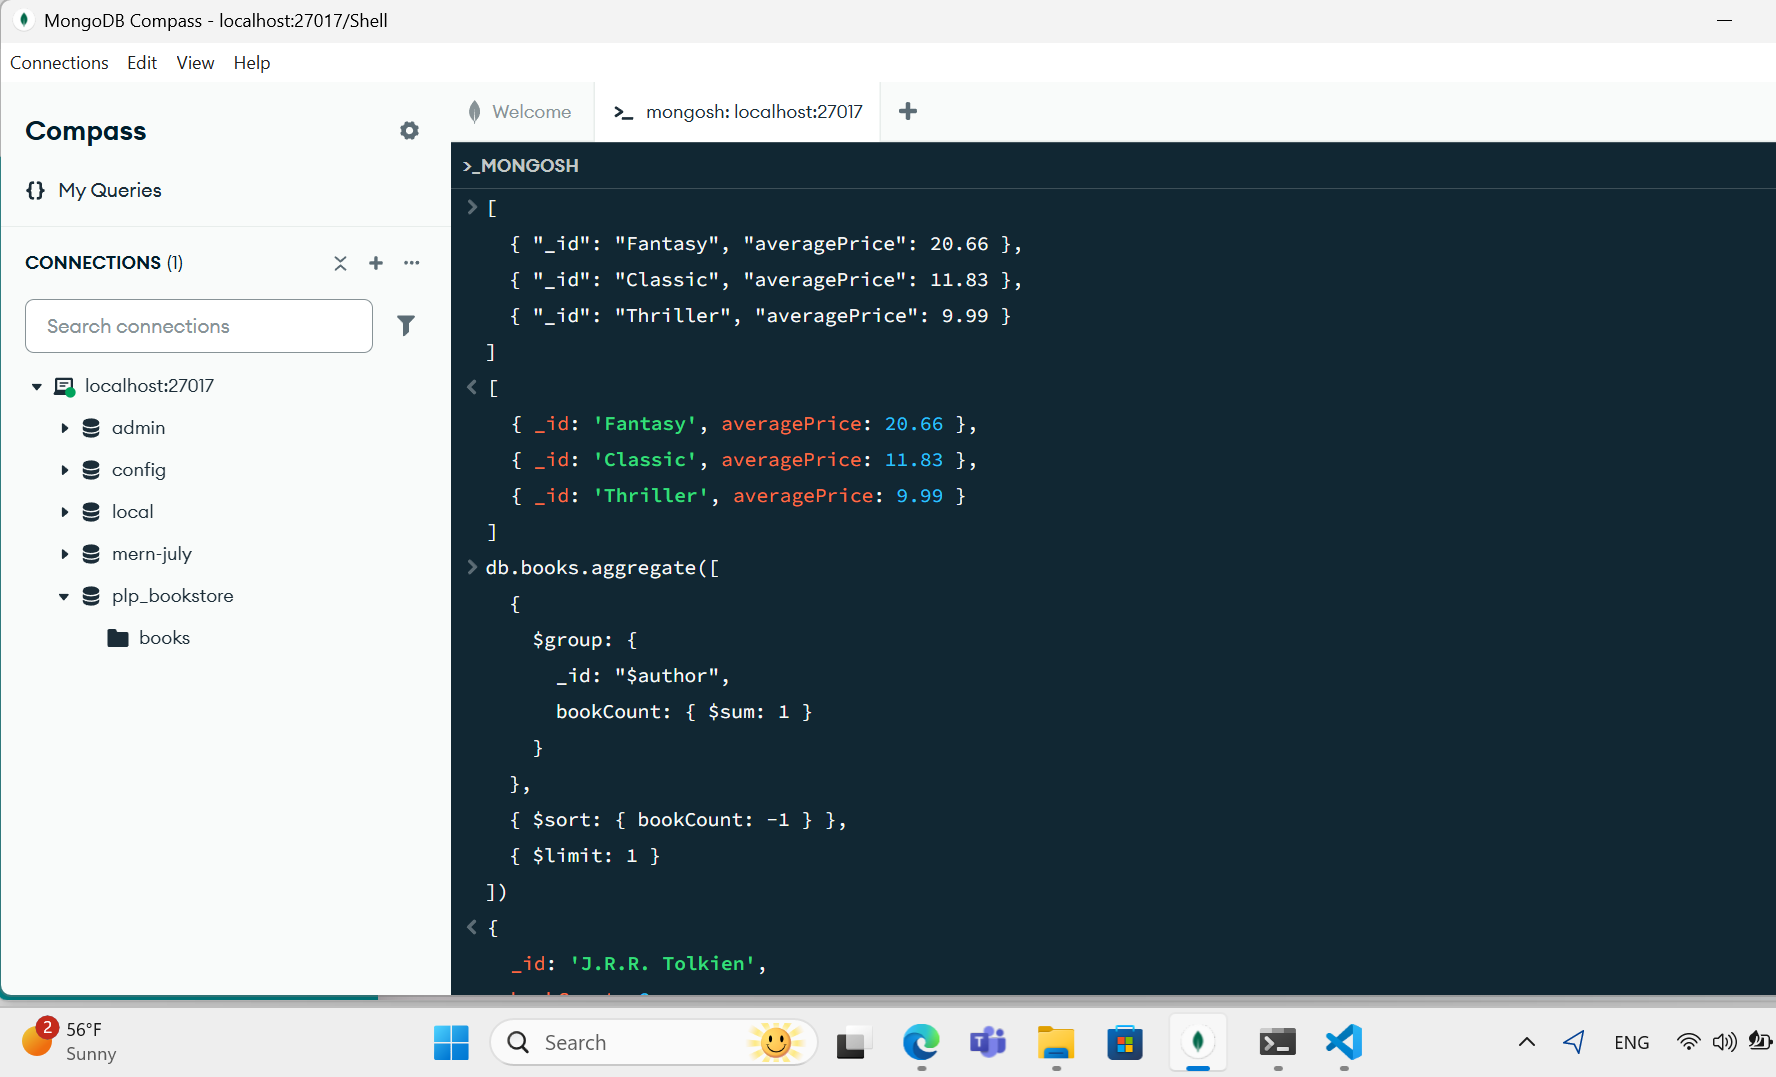 MongoDB Compass - localhost:27017/Shell
Connections Edit View Help
Compass
{} My Queries
CONNECTIONS (1)
Search connections
localhost:27017
admin
config
local
mern-july
plp_bookstore
books
Welcome
>_ mongosh: localhost:27017 +
>_MONGOSH
> [
{ "_id": "Fantasy", "averagePrice": 20.66 },
{ "_id": "Classic", "averagePrice": 11.83 },
{ "_id": "Thriller", "averagePrice": 9.99 }
]
< [
{ _id: 'Fantasy', averagePrice: 20.66 },
{ _id: 'Classic', averagePrice: 11.83 },
{ _id: 'Thriller', averagePrice: 9.99 }
]
> db.books.aggregate([
{
$group: {
_id: "$author",
bookCount: { $sum: 1 }
}
},
{ $sort: { bookCount: -1 } },
{ $limit: 1 }
])
< {
_id: 'J.R.R. Tolkien',
2
56°F
Sunny
Search
ENG